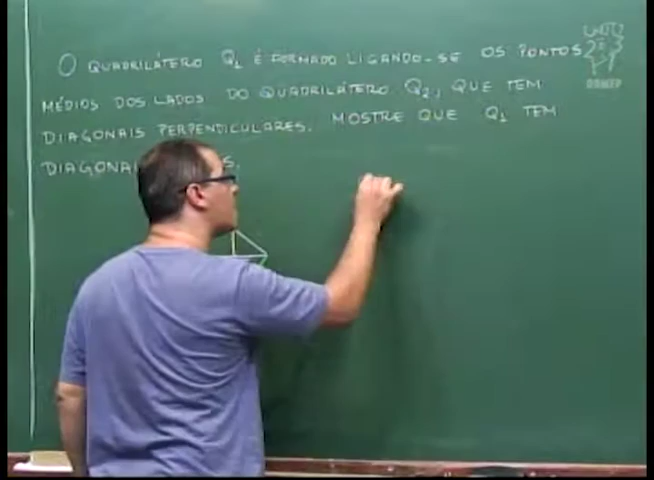 O QUADRILÁTERO Q1 É FORMADO LIGANDO-SE OS PONTOS
MÉDIOS DOS LADOS DO QUADRILÁTERO Q2, QUE TEM
DIAGONAIS PERPENDICULARES. MOSTRE QUE Q1 TEM
DIAGONAIS
OBMEP